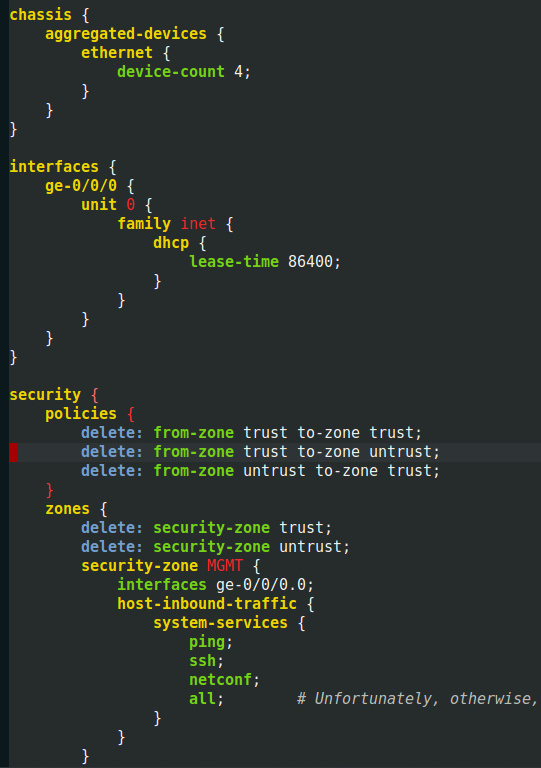 chassis {
    aggregated-devices {
        ethernet {
            device-count 4;
        }
    }
}

interfaces {
    ge-0/0/0 {
        unit 0 {
            family inet {
                dhcp {
                    lease-time 86400;
                }
            }
        }
    }
}

security {
    policies {
        delete: from-zone trust to-zone trust;
        delete: from-zone trust to-zone untrust;
        delete: from-zone untrust to-zone trust;
    }
    zones {
        delete: security-zone trust;
        delete: security-zone untrust;
        security-zone MGMT {
            interfaces ge-0/0/0.0;
            host-inbound-traffic {
                system-services {
                    ping;
                    ssh;
                    netconf;
                    all;        # Unfortunately, otherwise,
                }
            }
        }